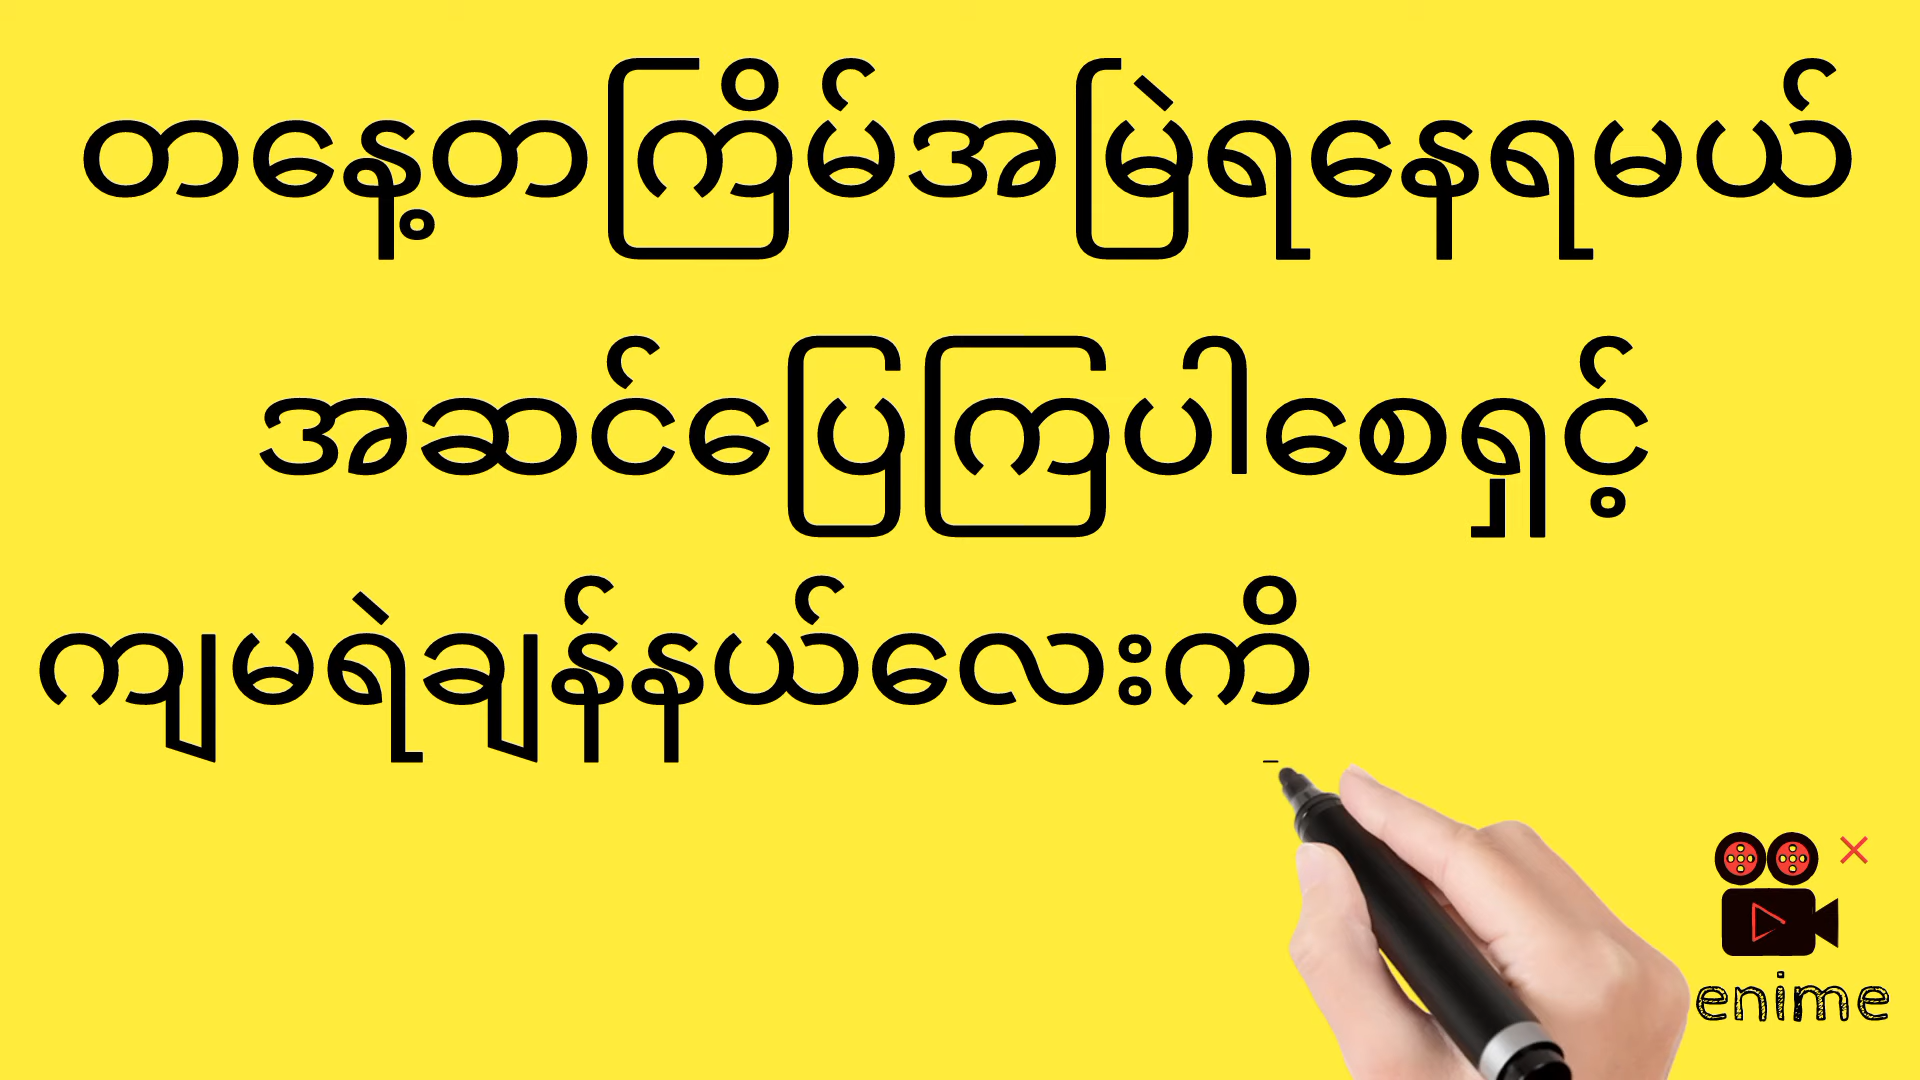 တနေ့တကြိမ်အမြဲရနေရမယ်
အဆင်ပြေကြပါစေရှင့်
ကျမရဲချန်နယ်လေးကိ
enime